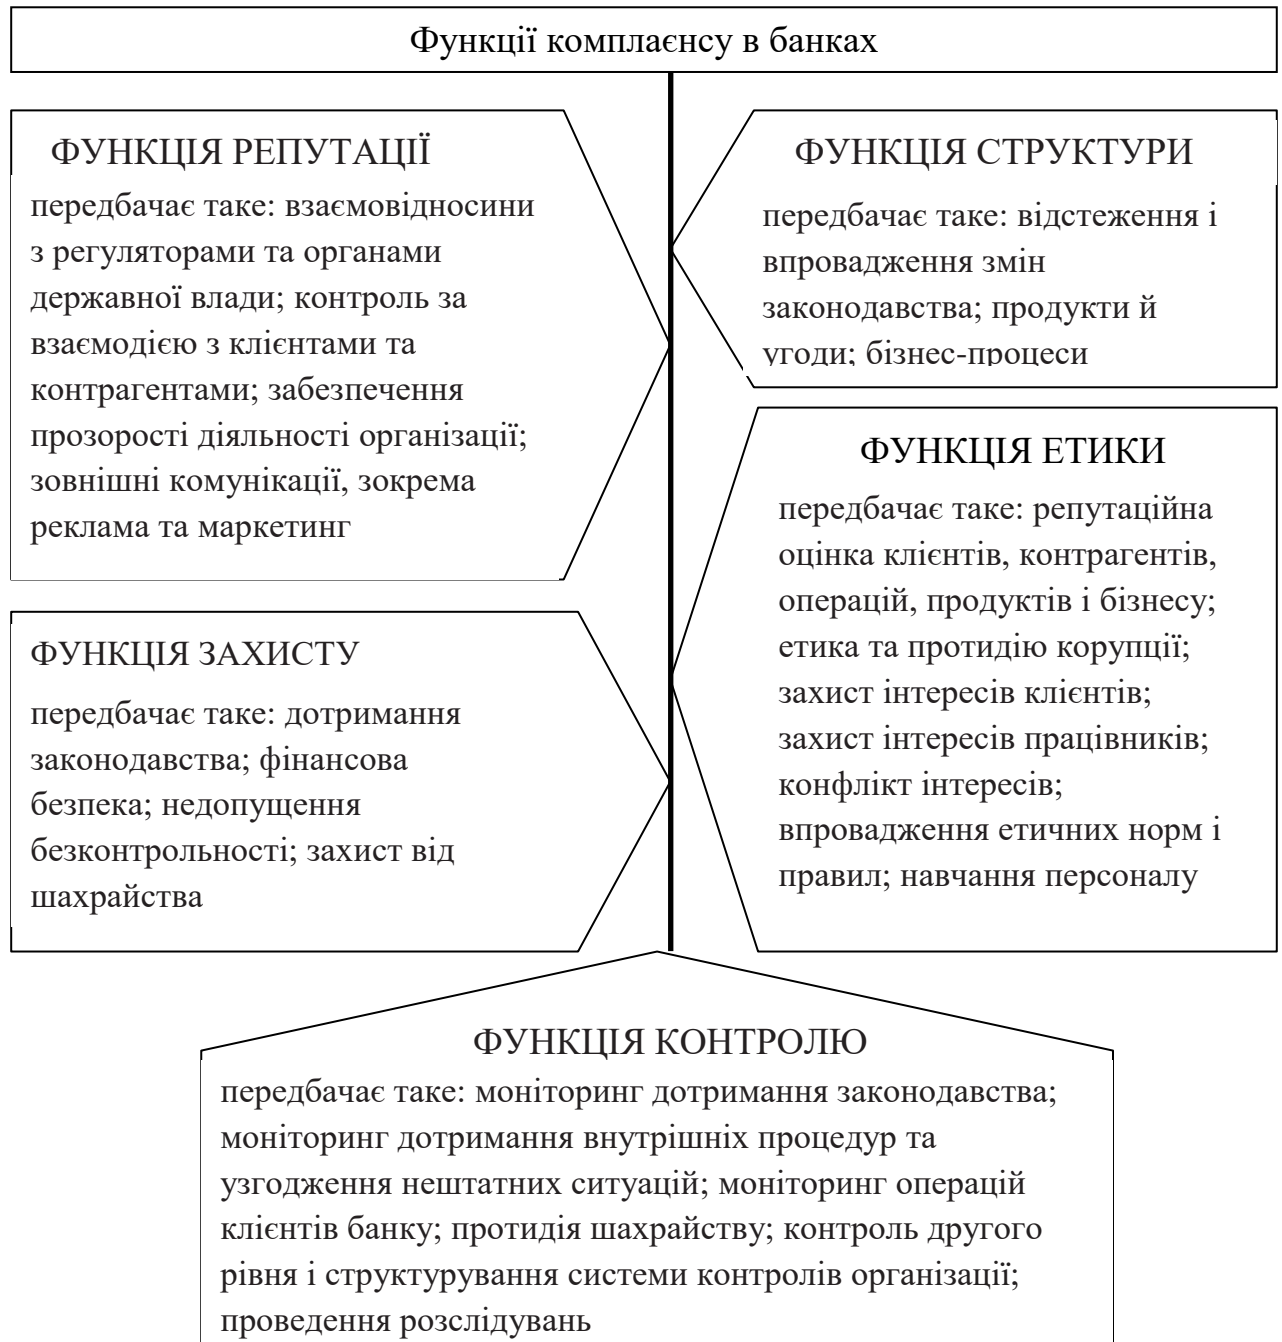 Функції комплаєнсу в банках
ФУНКЦІЯ РЕПУТАЦІЇ
передбачає таке: взаємовідносини
з регуляторами та органами
державної влади; контроль за
взаємодією з клієнтами та
контрагентами; забезпечення
прозорості діяльності організації;
зовнішні комунікації, зокрема
реклама та маркетинг
ФУНКЦІЯ СТРУКТУРИ
передбачає таке: відстеження і
впровадження змін
законодавства; продукти й
угоди; бізнес-процеси
ФУНКЦІЯ ЗАХИСТУ
передбачає таке: дотримання
законодавства; фінансова
безпека; недопущення
безконтрольності; захист від
шахрайства
ФУНКЦІЯ ЕТИКИ
передбачає таке: репутаційна
оцінка клієнтів, контрагентів,
операцій, продуктів і бізнесу;
етика та протидію корупції;
захист інтересів клієнтів;
захист інтересів працівників;
конфлікт інтересів;
впровадження етичних норм і
правил; навчання персоналу
ФУНКЦІЯ КОНТРОЛЮ
передбачає таке: моніторинг дотримання законодавства;
моніторинг дотримання внутрішніх процедур та
узгодження нештатних ситуацій; моніторинг операцій
клієнтів банку; протидія шахрайству; контроль другого
рівня і структурування системи контролів організації;
проведення розслідувань